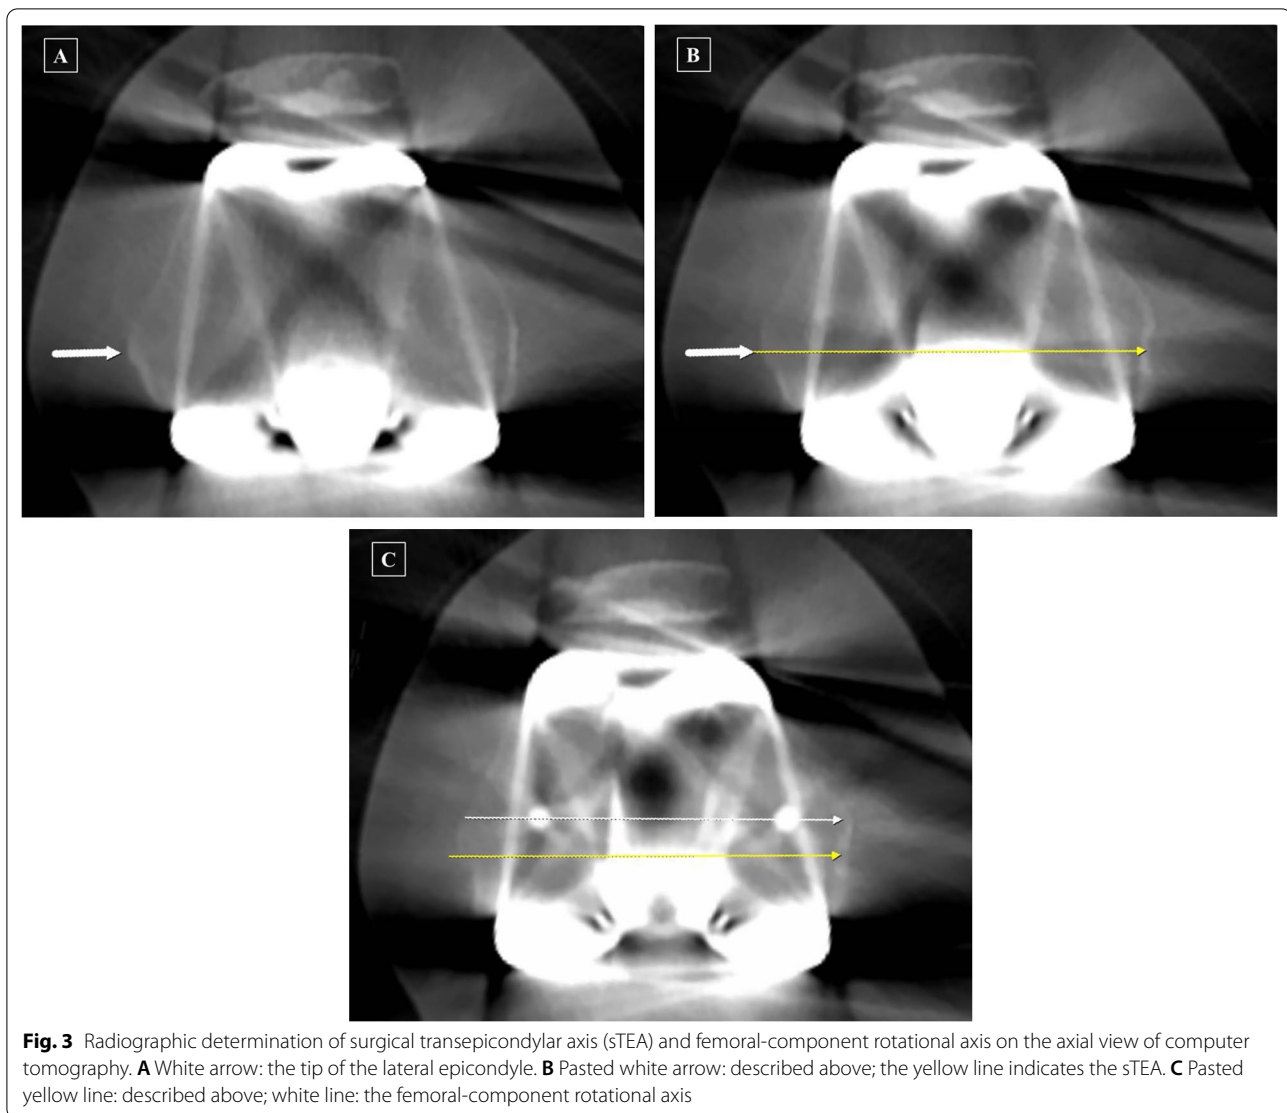 A
B
C
Fig. 3 Radiographic determination of surgical transepicondylar axis (sTEA) and femoral-component rotational axis on the axial view of computer
tomography. A White arrow: the tip of the lateral epicondyle. B Pasted white arrow: described above; the yellow line indicates the sTEA. C Pasted
yellow line: described above; white line: the femoral-component rotational axis